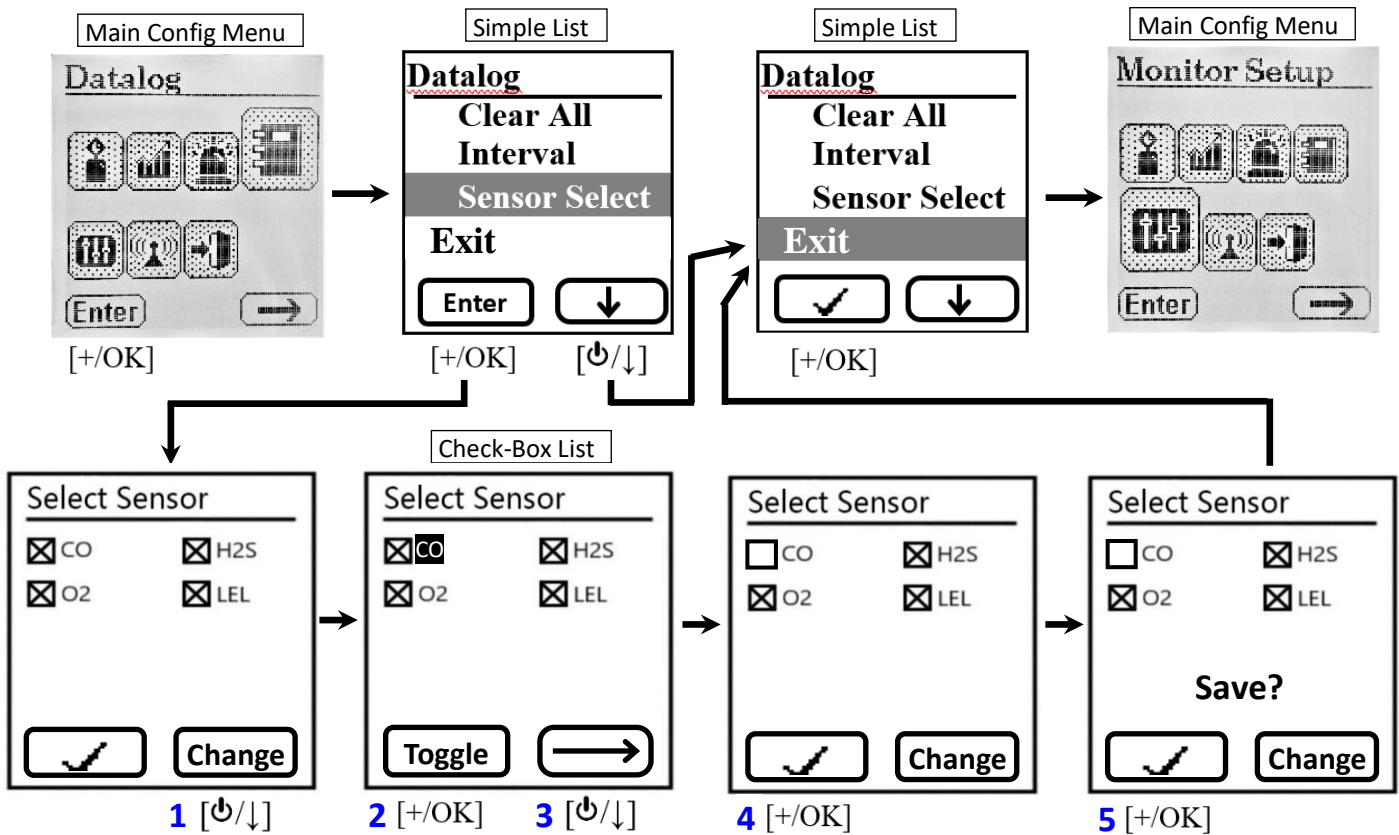 Main Config Menu
Datalog
Enter
[+/OK]
Simple List
Datalog
Clear All
Interval
Sensor Select
Exit
Enter ↓
[+/OK] [⏻/↓]
Simple List
Datalog
Clear All
Interval
Sensor Select
Exit
✓ ↓
[+/OK]
Main Config Menu
Monitor Setup
Enter
Select Sensor
☒ CO ☒ H2S
☒ O2 ☒ LEL
✓ Change
1 [⏻/↓]
Check-Box List
Select Sensor
☒ CO ☒ H2S
☒ O2 ☒ LEL
Toggle →
2 [+/OK] 3 [⏻/↓]
Select Sensor
☐ CO ☒ H2S
☒ O2 ☒ LEL
✓ Change
4 [+/OK]
Select Sensor
☐ CO ☒ H2S
☒ O2 ☒ LEL
Save?
✓ Change
5 [+/OK]